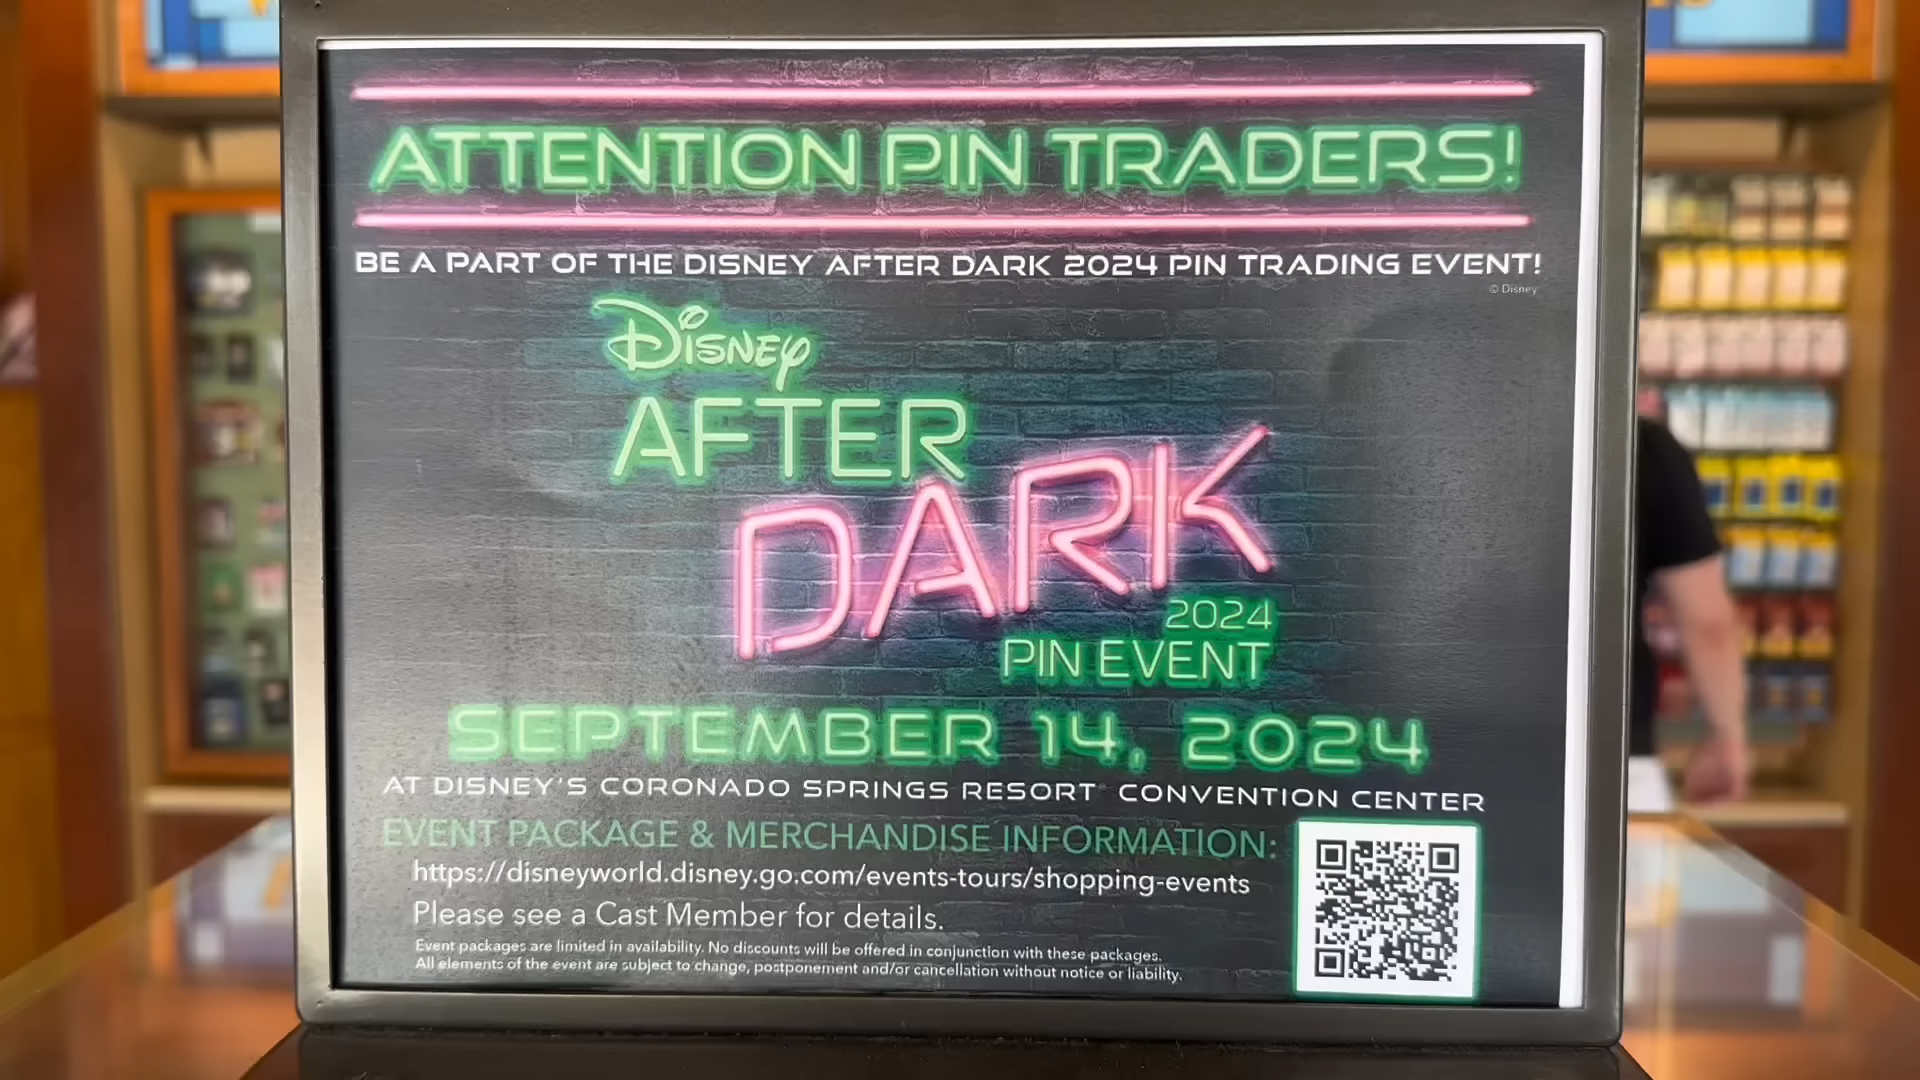 ATTENTION PIN TRADERS!
BE A PART OF THE DISNEY AFTER DARK 2024 PIN TRADING EVENT!
© Disney
Disney
AFTER
DARK
2024
PIN EVENT
SEPTEMBER 14, 2024
AT DISNEY'S CORONADO SPRINGS RESORT CONVENTION CENTER
EVENT PACKAGE & MERCHANDISE INFORMATION:
https://disneyworld.disney.go.com/events-tours/shopping-events
Please see a Cast Member for details.
Event packages are limited in availability. No discounts will be offered in conjunction with these packages.
All elements of the event are subject to change, postponement and/or cancellation without notice or liability.